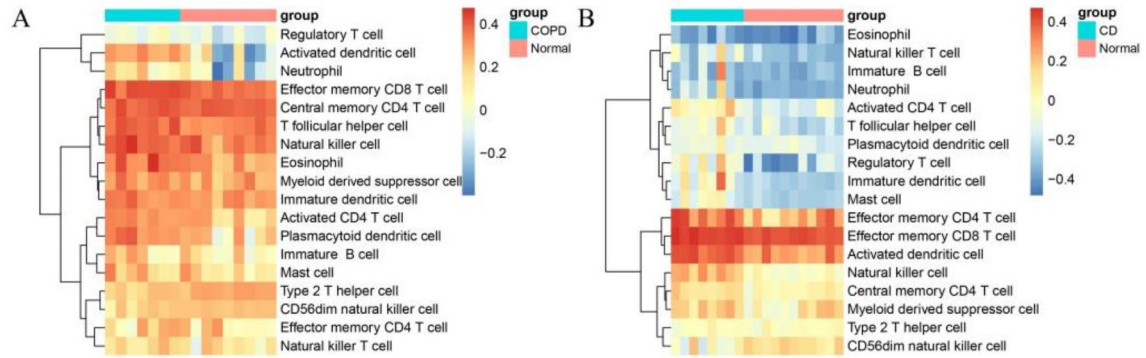 A
group
Regulatory T cell
Activated dendritic cell
Neutrophil
Effector memory CD8 T cell
Central memory CD4 T cell
T follicular helper cell
Natural killer cell
Eosinophil
Myeloid derived suppressor cell
Immature dendritic cell
Activated CD4 T cell
Plasmacytoid dendritic cell
Immature B cell
Mast cell
Type 2 T helper cell
CD56dim natural killer cell
Effector memory CD4 T cell
Natural killer T cell
0.4
0.2
0
−0.2
group
COPD
Normal
B
group
Eosinophil
Natural killer T cell
Immature B cell
Neutrophil
Activated CD4 T cell
T follicular helper cell
Plasmacytoid dendritic cell
Regulatory T cell
Immature dendritic cell
Mast cell
Effector memory CD4 T cell
Effector memory CD8 T cell
Activated dendritic cell
Natural killer cell
Central memory CD4 T cell
Myeloid derived suppressor cell
Type 2 T helper cell
CD56dim natural killer cell
0.4
0.2
0
−0.2
−0.4
group
CD
Normal